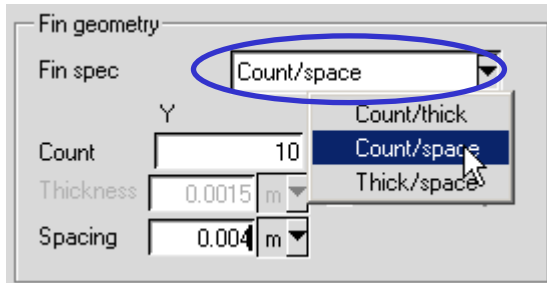 Fin geometry
Fin spec Count/space
Y Count/thick
Count 10 Count/space
Thickness 0.0015 m Thick/space
Spacing 0.004 m